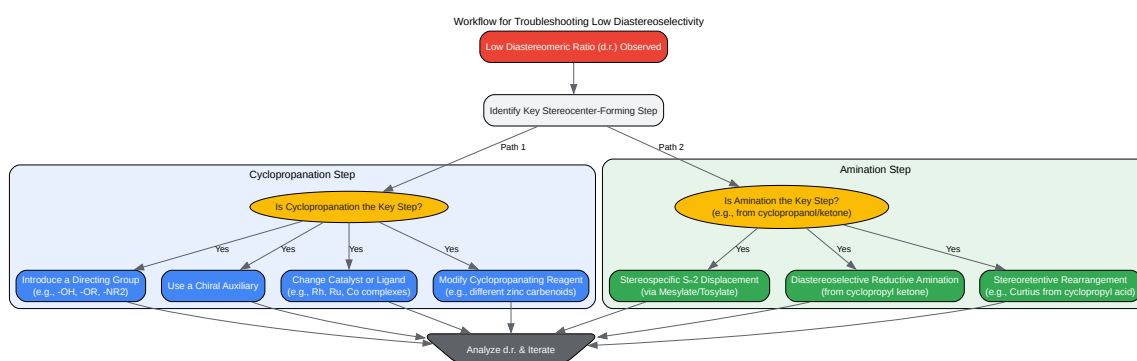 Workflow for Troubleshooting Low Diastereoselectivity
Low Diastereomeric Ratio (d.r.) Observed
Identify Key Stereocenter-Forming Step
Path 1
Path 2
Cyclopropanation Step
Amination Step
Is Cyclopropanation the Key Step?
Is Amination the Key Step?
(e.g., from cyclopropanol/ketone)
Yes
Yes
Yes
Yes
Yes
Yes
Yes
Introduce a Directing Group
(e.g., -OH, -OR, -NR2)
Use a Chiral Auxiliary
Change Catalyst or Ligand
(e.g., Rh, Ru, Co complexes)
Modify Cyclopropanating Reagent
(e.g., different zinc carbenoids)
Stereospecific S-2 Displacement
(via Mesylate/Tosylate)
Diastereoselective Reductive Amination
(from cyclopropyl ketone)
Stereoretentive Rearrangement
(e.g., Curtius from cyclopropyl acid)
Analyze d.r. & Iterate